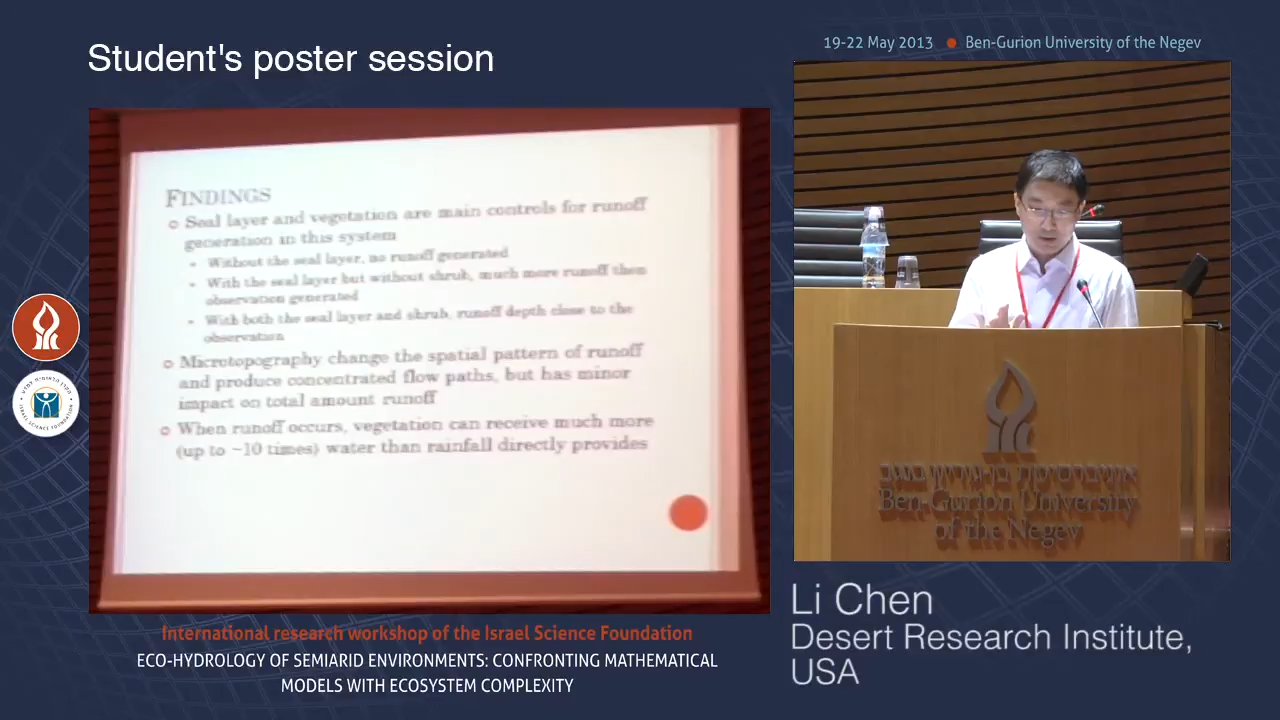 Student's poster session
19-22 May 2013 ● Ben-Gurion University of the Negev
FINDINGS
Seal layer and vegetation are main controls for runoff
generation in this system
Without the seal layer, no runoff generated
With the seal layer but without shrub, much more runoff then
observation generated
With both the seal layer and shrub, runoff depth close to the
observation
Microtopography change the spatial pattern of runoff
and produce concentrated flow paths, but has minor
impact on total amount runoff
When runoff occurs, vegetation can receive much more
(up to ~10 times) water than rainfall directly provides
אוניברסיטת בן-גוריון בנגב
Ben-Gurion University
of the Negev
Li Chen
Desert Research Institute,
USA
International research workshop of the Israel Science Foundation
ECO-HYDROLOGY OF SEMIARID ENVIRONMENTS: CONFRONTING MATHEMATICAL
MODELS WITH ECOSYSTEM COMPLEXITY